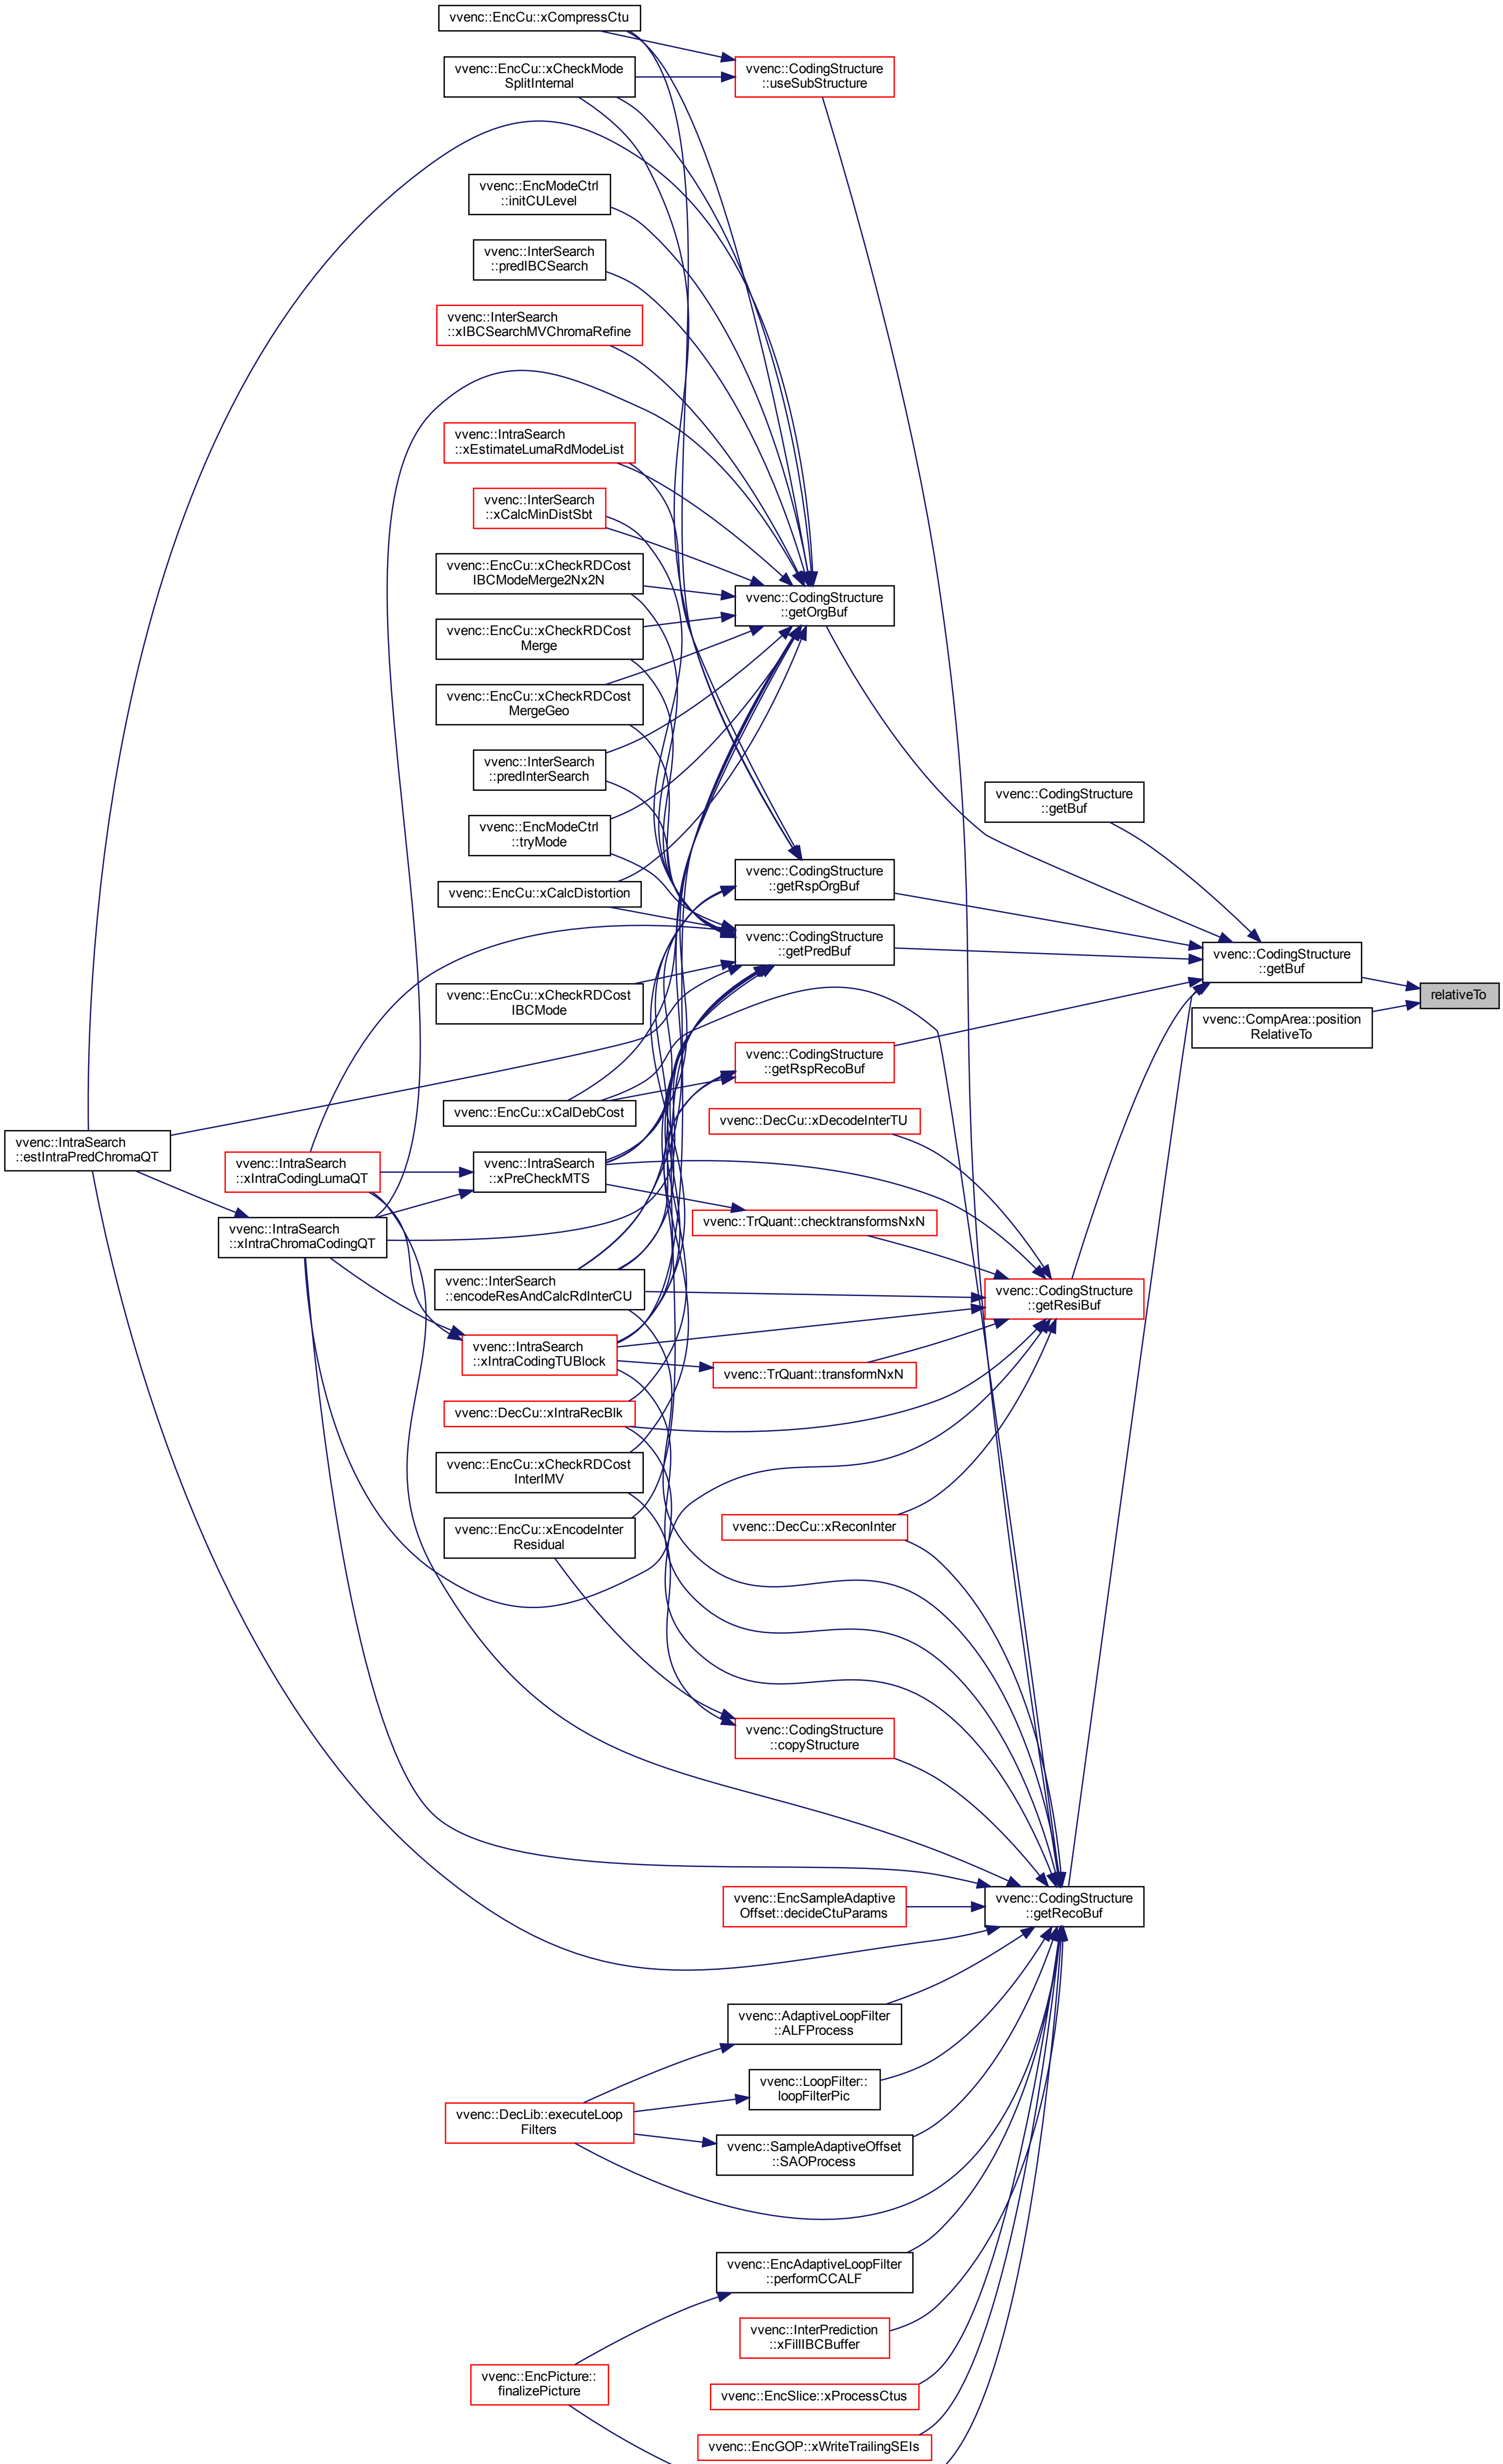 vvenc::EncCu::xCompressCtu
vvenc::EncCu::xCheckMode
SplitInternal
vvenc::CodingStructure
::useSubStructure
vvenc::EncModeCtrl
::initCULevel
vvenc::InterSearch
::predIBCSearch
vvenc::InterSearch
::xIBCSearchMVChromaRefine
vvenc::IntraSearch
::xEstimateLumaRdModeList
vvenc::InterSearch
::xCalcMinDistSbt
vvenc::EncCu::xCheckRDCost
IBCModeMerge2Nx2N
vvenc::CodingStructure
::getOrgBuf
vvenc::EncCu::xCheckRDCost
Merge
vvenc::EncCu::xCheckRDCost
MergeGeo
vvenc::InterSearch
::predInterSearch
vvenc::CodingStructure
::getBuf
vvenc::EncModeCtrl
::tryMode
vvenc::CodingStructure
::getRspOrgBuf
vvenc::EncCu::xCalcDistortion
vvenc::CodingStructure
::getPredBuf
vvenc::CodingStructure
::getBuf
relativeTo
vvenc::EncCu::xCheckRDCost
IBCMode
vvenc::CompArea::position
RelativeTo
vvenc::CodingStructure
::getRspRecoBuf
vvenc::EncCu::xCalDebCost
vvenc::DecCu::xDecodeInterTU
vvenc::IntraSearch
::estIntraPredChromaQT
vvenc::IntraSearch
::xIntraCodingLumaQT
vvenc::IntraSearch
::xPreCheckMTS
vvenc::TrQuant::checktransformsNxN
vvenc::IntraSearch
::xIntraChromaCodingQT
vvenc::InterSearch
::encodeResAndCalcRdInterCU
vvenc::CodingStructure
::getResiBuf
vvenc::IntraSearch
::xIntraCodingTUBlock
vvenc::TrQuant::transformNxN
vvenc::DecCu::xIntraRecBlk
vvenc::EncCu::xCheckRDCost
InterIMV
vvenc::DecCu::xReconInter
vvenc::EncCu::xEncodeInter
Residual
vvenc::CodingStructure
::copyStructure
vvenc::EncSampleAdaptive
Offset::decideCtuParams
vvenc::CodingStructure
::getRecoBuf
vvenc::AdaptiveLoopFilter
::ALFProcess
vvenc::LoopFilter::
loopFilterPic
vvenc::DecLib::executeLoop
Filters
vvenc::SampleAdaptiveOffset
::SAOProcess
vvenc::EncAdaptiveLoopFilter
::performCCALF
vvenc::InterPrediction
::xFillIBCBuffer
vvenc::EncPicture::
finalizePicture
vvenc::EncSlice::xProcessCtus
vvenc::EncGOP::xWriteTrailingSEIs